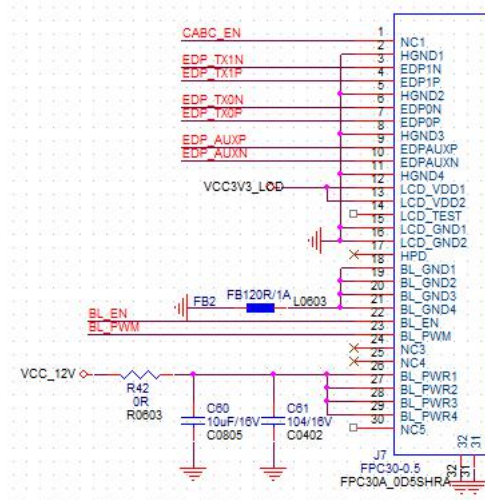 CABC_EN
1
2
3
4
5
6
7
8
9
10
11
12
13
14
15
16
17
18
19
20
21
22
23
24
25
26
27
28
29
30
NC1
HGND1
EDP1N
EDP1P
HGND2
EDP0N
EDP0P
HGND3
EDPAUXP
EDPAUXN
HGND4
LCD_VDD1
LCD_VDD2
LCD_TEST
LCD_GND1
LCD_GND2
HPD
BL_GND1
BL_GND2
BL_GND3
BL_GND4
BL_EN
BL_PWM
NC3
NC4
BL_PWR1
BL_PWR2
BL_PWR3
BL_PWR4
NC5
EDP_TX1N
EDP_TX1P
EDP_TX0N
EDP_TX0P
EDP_AUXP
EDP_AUXN
VCC3V3_LCD
FB120R/1A
FB2
L0603
BL_EN
BL_PWM
VCC_12V
R42
0R
R0603
C60
10uF/16V
C0805
C61
104/16V
C0402
32
31
32
31
J7
FPC30-0.5
FPC30A_0D5SHRA